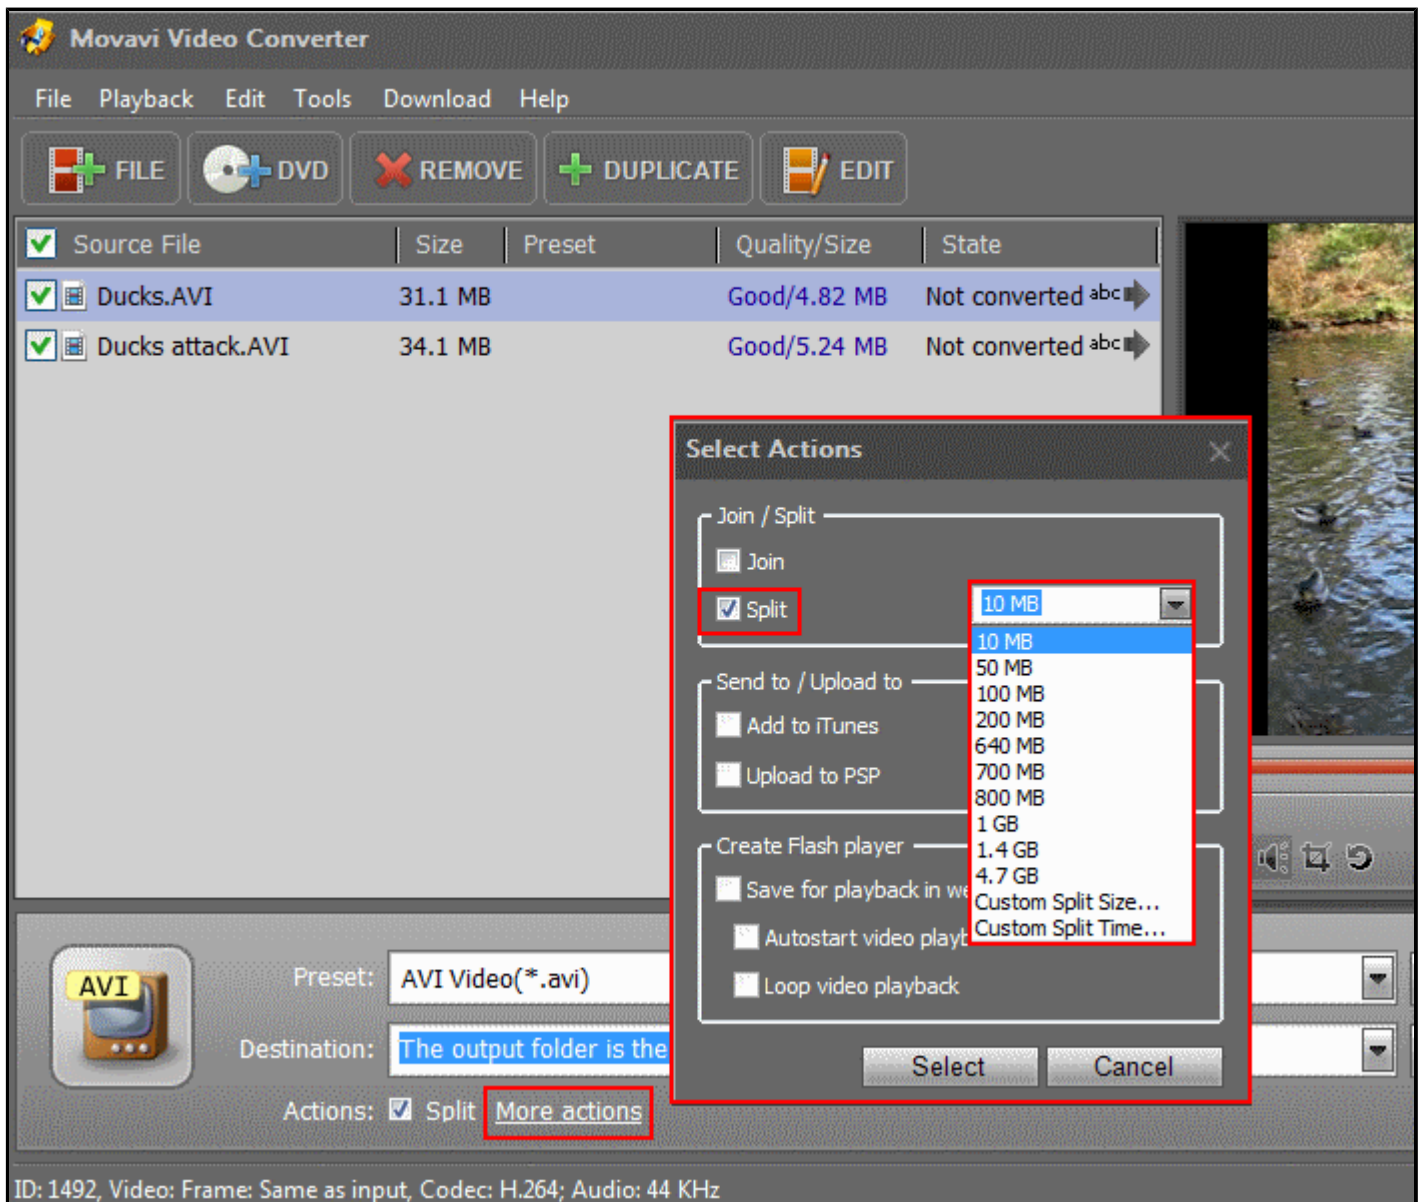 Movavi Video Converter
File Playback Edit Tools Download Help
FILE DVD REMOVE DUPLICATE EDIT
Source File Size Preset Quality/Size State
Ducks.AVI 31.1 MB Good/4.82 MB Not converted abc
Ducks attack.AVI 34.1 MB Good/5.24 MB Not converted abc
Select Actions
Join / Split
Join
Split 10 MB
10 MB
50 MB
100 MB
200 MB
640 MB
700 MB
800 MB
1 GB
1.4 GB
4.7 GB
Custom Split Size...
Custom Split Time...
Send to / Upload to
Add to iTunes
Upload to PSP
Create Flash player
Save for playback in we
Autostart video playb
Loop video playback
Select Cancel
AVI
Preset: AVI Video(*.avi)
Destination: The output folder is the
Actions: Split More actions
ID: 1492, Video: Frame: Same as input, Codec: H.264; Audio: 44 KHz